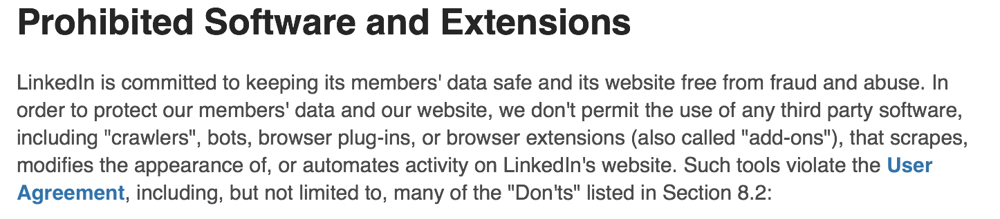 Prohibited Software and Extensions
LinkedIn is committed to keeping its members' data safe and its website free from fraud and abuse. In
order to protect our members' data and our website, we don't permit the use of any third party software,
including "crawlers", bots, browser plug-ins, or browser extensions (also called "add-ons"), that scrapes,
modifies the appearance of, or automates activity on LinkedIn's website. Such tools violate the User
Agreement, including, but not limited to, many of the "Don'ts" listed in Section 8.2: